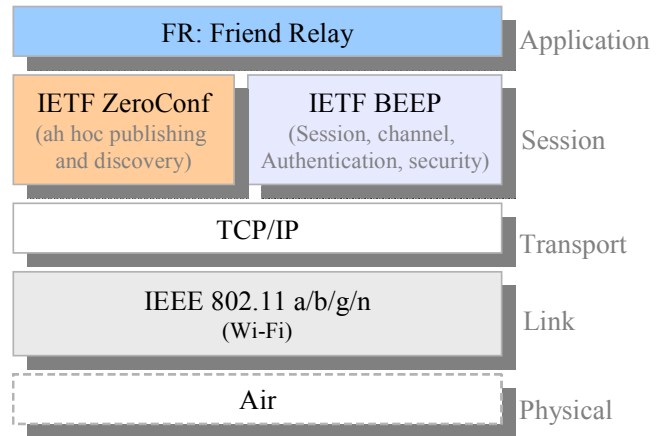 FR: Friend Relay
Application
IETF ZeroConf
(ah hoc publishing
and discovery)
IETF BEEP
(Session, channel,
Authentication, security)
Session
TCP/IP
Transport
IEEE 802.11 a/b/g/n
(Wi-Fi)
Link
Air
Physical